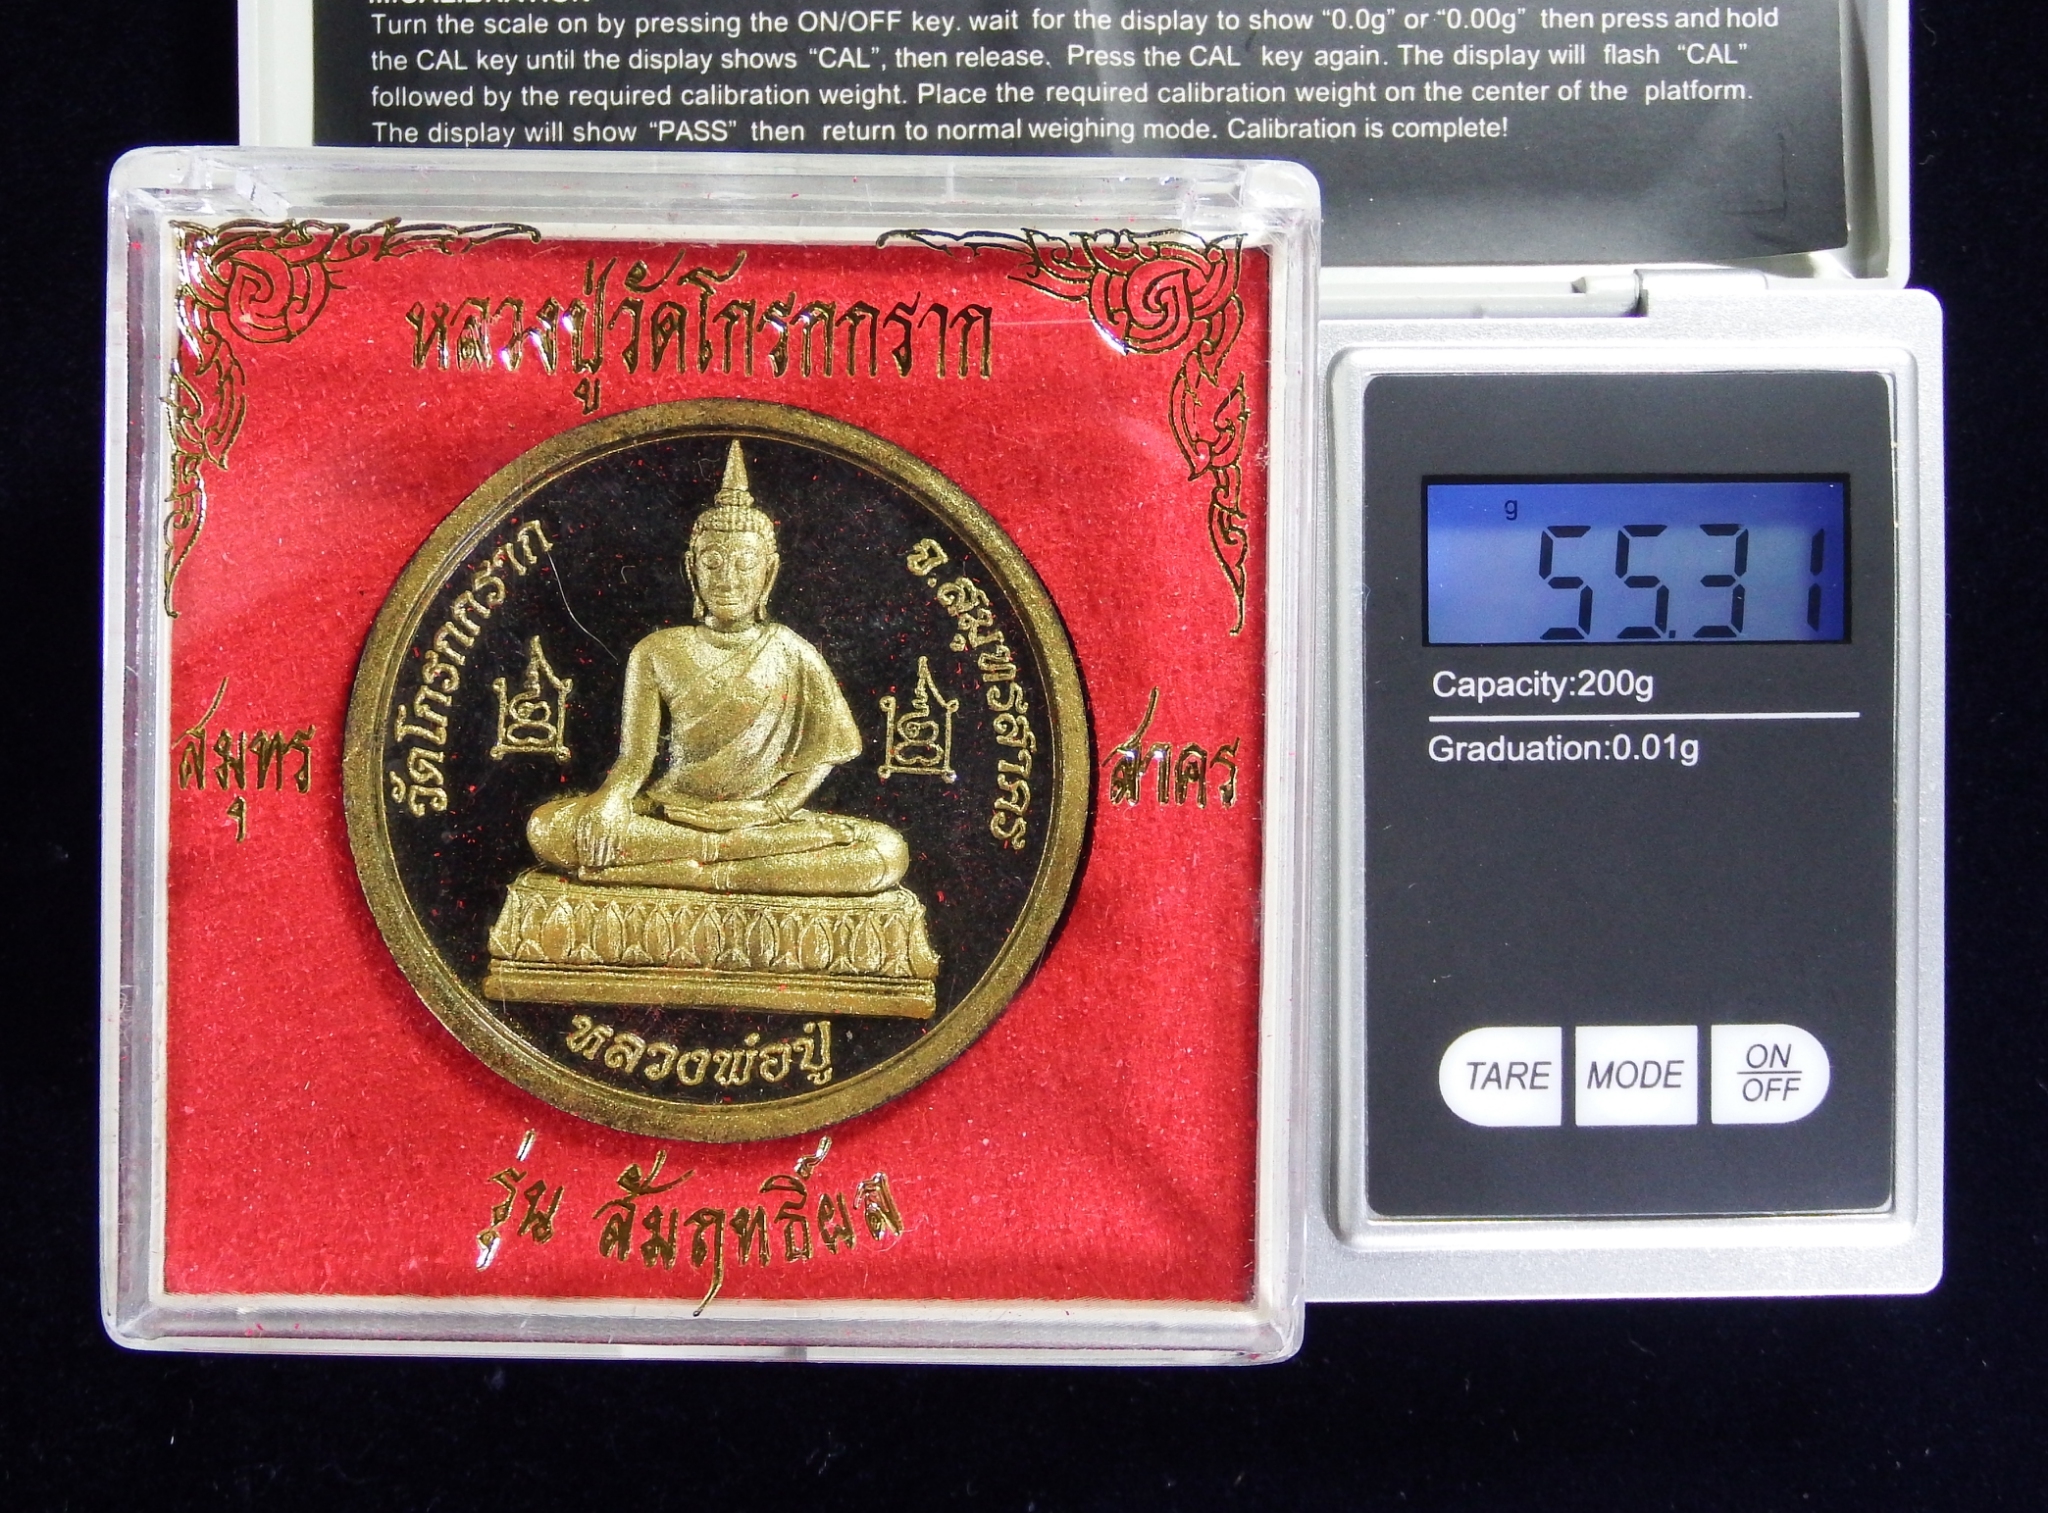 Turn the scale on by pressing the ON/OFF key. wait for the display to show “0.0g” or “0.00g” then press and hold
the CAL key until the display shows “CAL”, then release、 Press the CAL key again. The display will flash “CAL”
followed by the required calibration weight. Place the required calibration weight on the center of the platform.
The display will show “PASS” then return to normal weighing mode. Calibration is complete!
หลวงปู่วัดโกรกกราก
วัดโกรกกราก
จ.สมุทรสาคร
สมุทร
สาคร
หลวงพ่อปู่
รุ่น สัมฤทธิ์ผล
g
55.31
Capacity:200g
Graduation:0.01g
TARE
MODE
ON
OFF